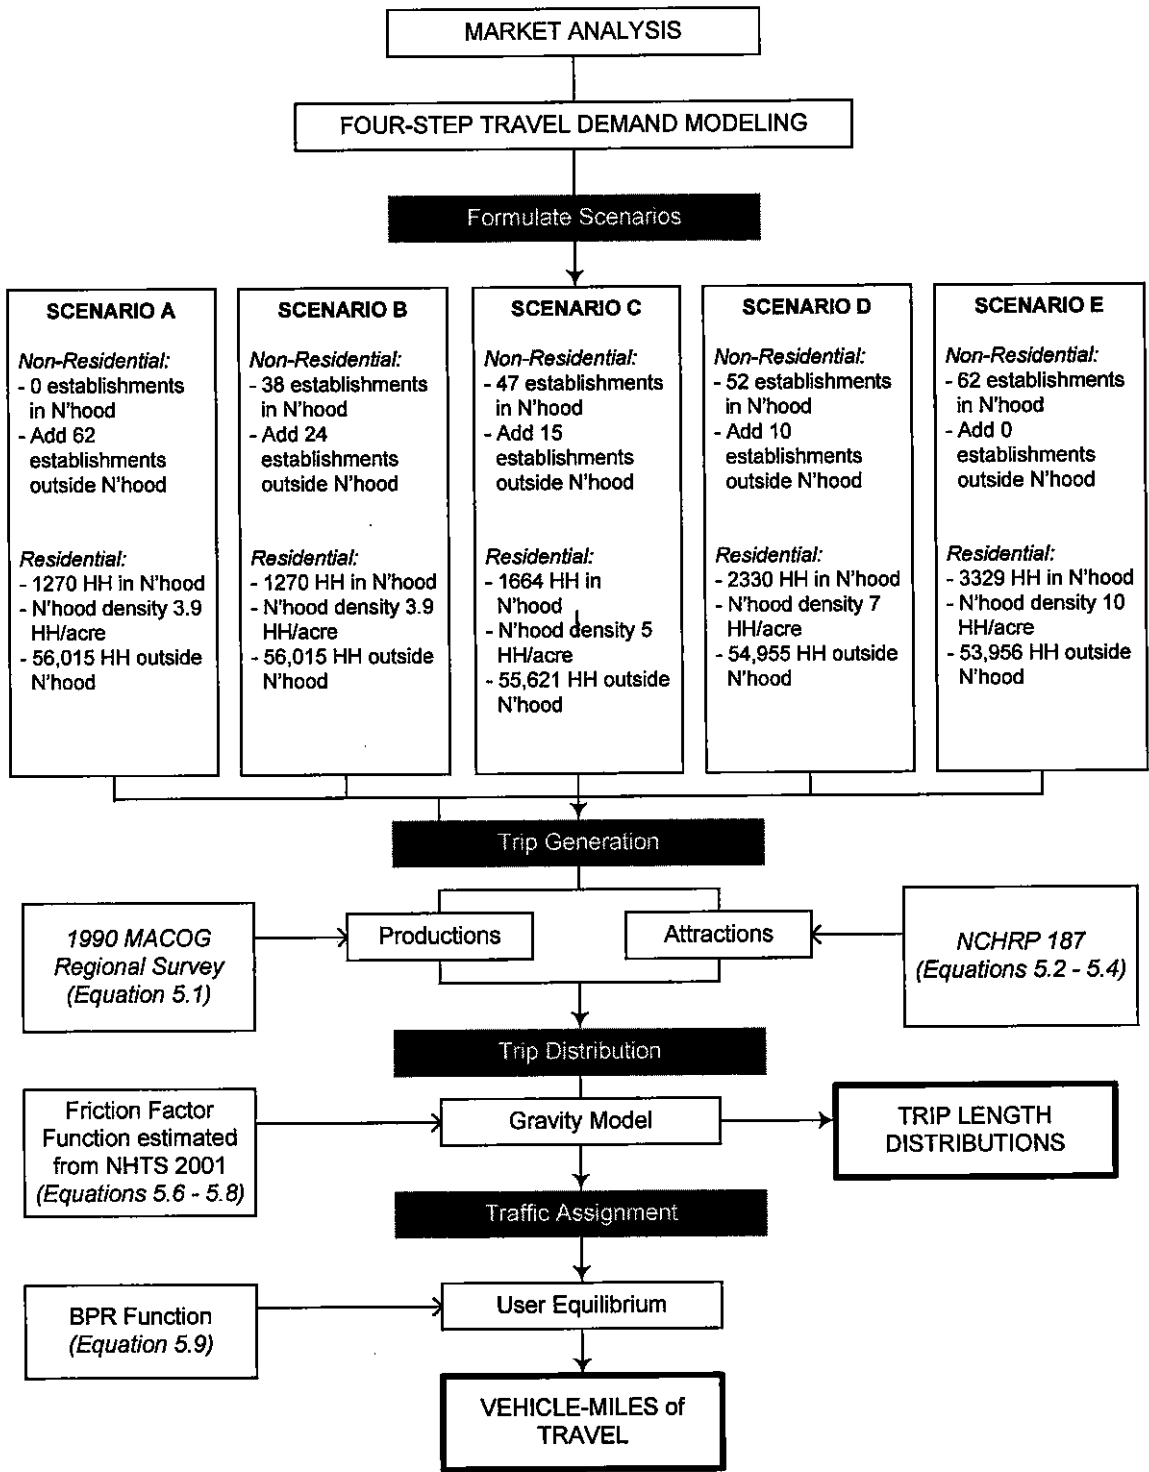 MARKET ANALYSIS
FOUR-STEP TRAVEL DEMAND MODELING
Formulate Scenarios
SCENARIO A
Non-Residential:
- 0 establishments
in N'hood
- Add 62
establishments
outside N'hood
Residential:
- 1270 HH in N'hood
- N'hood density 3.9
HH/acre
- 56,015 HH outside
N'hood
SCENARIO B
Non-Residential:
- 38 establishments
in N'hood
- Add 24
establishments
outside N'hood
Residential:
- 1270 HH in N'hood
- N'hood density 3.9
HH/acre
- 56,015 HH outside
N'hood
SCENARIO C
Non-Residential:
- 47 establishments
in N'hood
- Add 15
establishments
outside N'hood
Residential:
- 1664 HH in
N'hood
- N'hood density 5
HH/acre
- 55,621 HH outside
N'hood
SCENARIO D
Non-Residential:
- 52 establishments
in N'hood
- Add 10
establishments
outside N'hood
Residential:
- 2330 HH in N'hood
- N'hood density 7
HH/acre
- 54,955 HH outside
N'hood
SCENARIO E
Non-Residential:
- 62 establishments
in N'hood
- Add 0
establishments
outside N'hood
Residential:
- 3329 HH in N'hood
- N'hood density 10
HH/acre
- 53,956 HH outside
N'hood
Trip Generation
1990 MACOG
Regional Survey
(Equation 5.1)
Productions
Attractions
NCHRP 187
(Equations 5.2 - 5.4)
Trip Distribution
Friction Factor
Function estimated
from NHTS 2001
(Equations 5.6 - 5.8)
Gravity Model
TRIP LENGTH
DISTRIBUTIONS
Traffic Assignment
BPR Function
(Equation 5.9)
User Equilibrium
VEHICLE-MILES of
TRAVEL